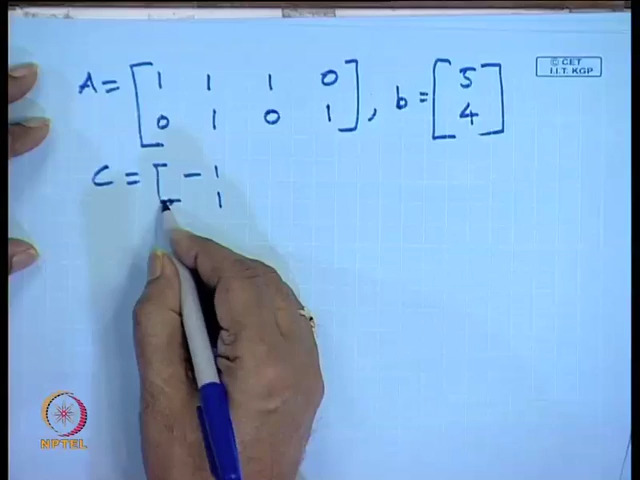 A = [ 1 1 1 0
0 1 0 1 ], b = [ 5
4 ]
C = [ -1
1
© CET
I.I.T. KGP
NPTEL